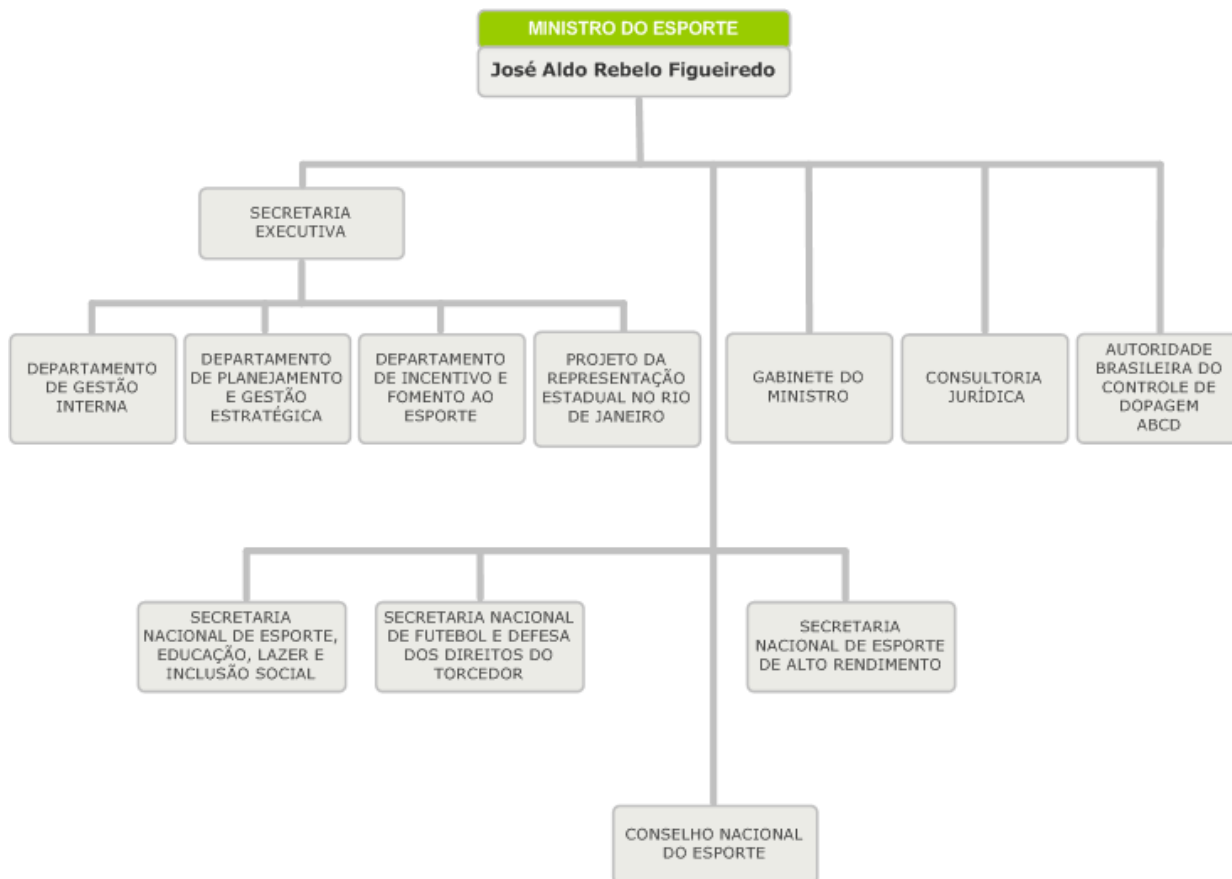 MINISTRO DO ESPORTE
José Aldo Rebelo Figueiredo
SECRETARIA
EXECUTIVA
DEPARTAMENTO
DE GESTÃO
INTERNA
DEPARTAMENTO
DE PLANEJAMENTO
E GESTÃO
ESTRATÉGICA
DEPARTAMENTO
DE INCENTIVO E
FOMENTO AO
ESPORTE
PROJETO DA
REPRESENTAÇÃO
ESTADUAL NO RIO
DE JANEIRO
GABINETE DO
MINISTRO
CONSULTORIA
JURÍDICA
AUTORIDADE
BRASILEIRA DO
CONTROLE DE
DOPAGEM
ABCD
SECRETARIA
NACIONAL DE ESPORTE,
EDUCAÇÃO, LAZER E
INCLUSÃO SOCIAL
SECRETARIA NACIONAL
DE FUTEBOL E DEFESA
DOS DIREITOS DO
TORCEDOR
SECRETARIA
NACIONAL DE ESPORTE
DE ALTO RENDIMENTO
CONSELHO NACIONAL
DO ESPORTE